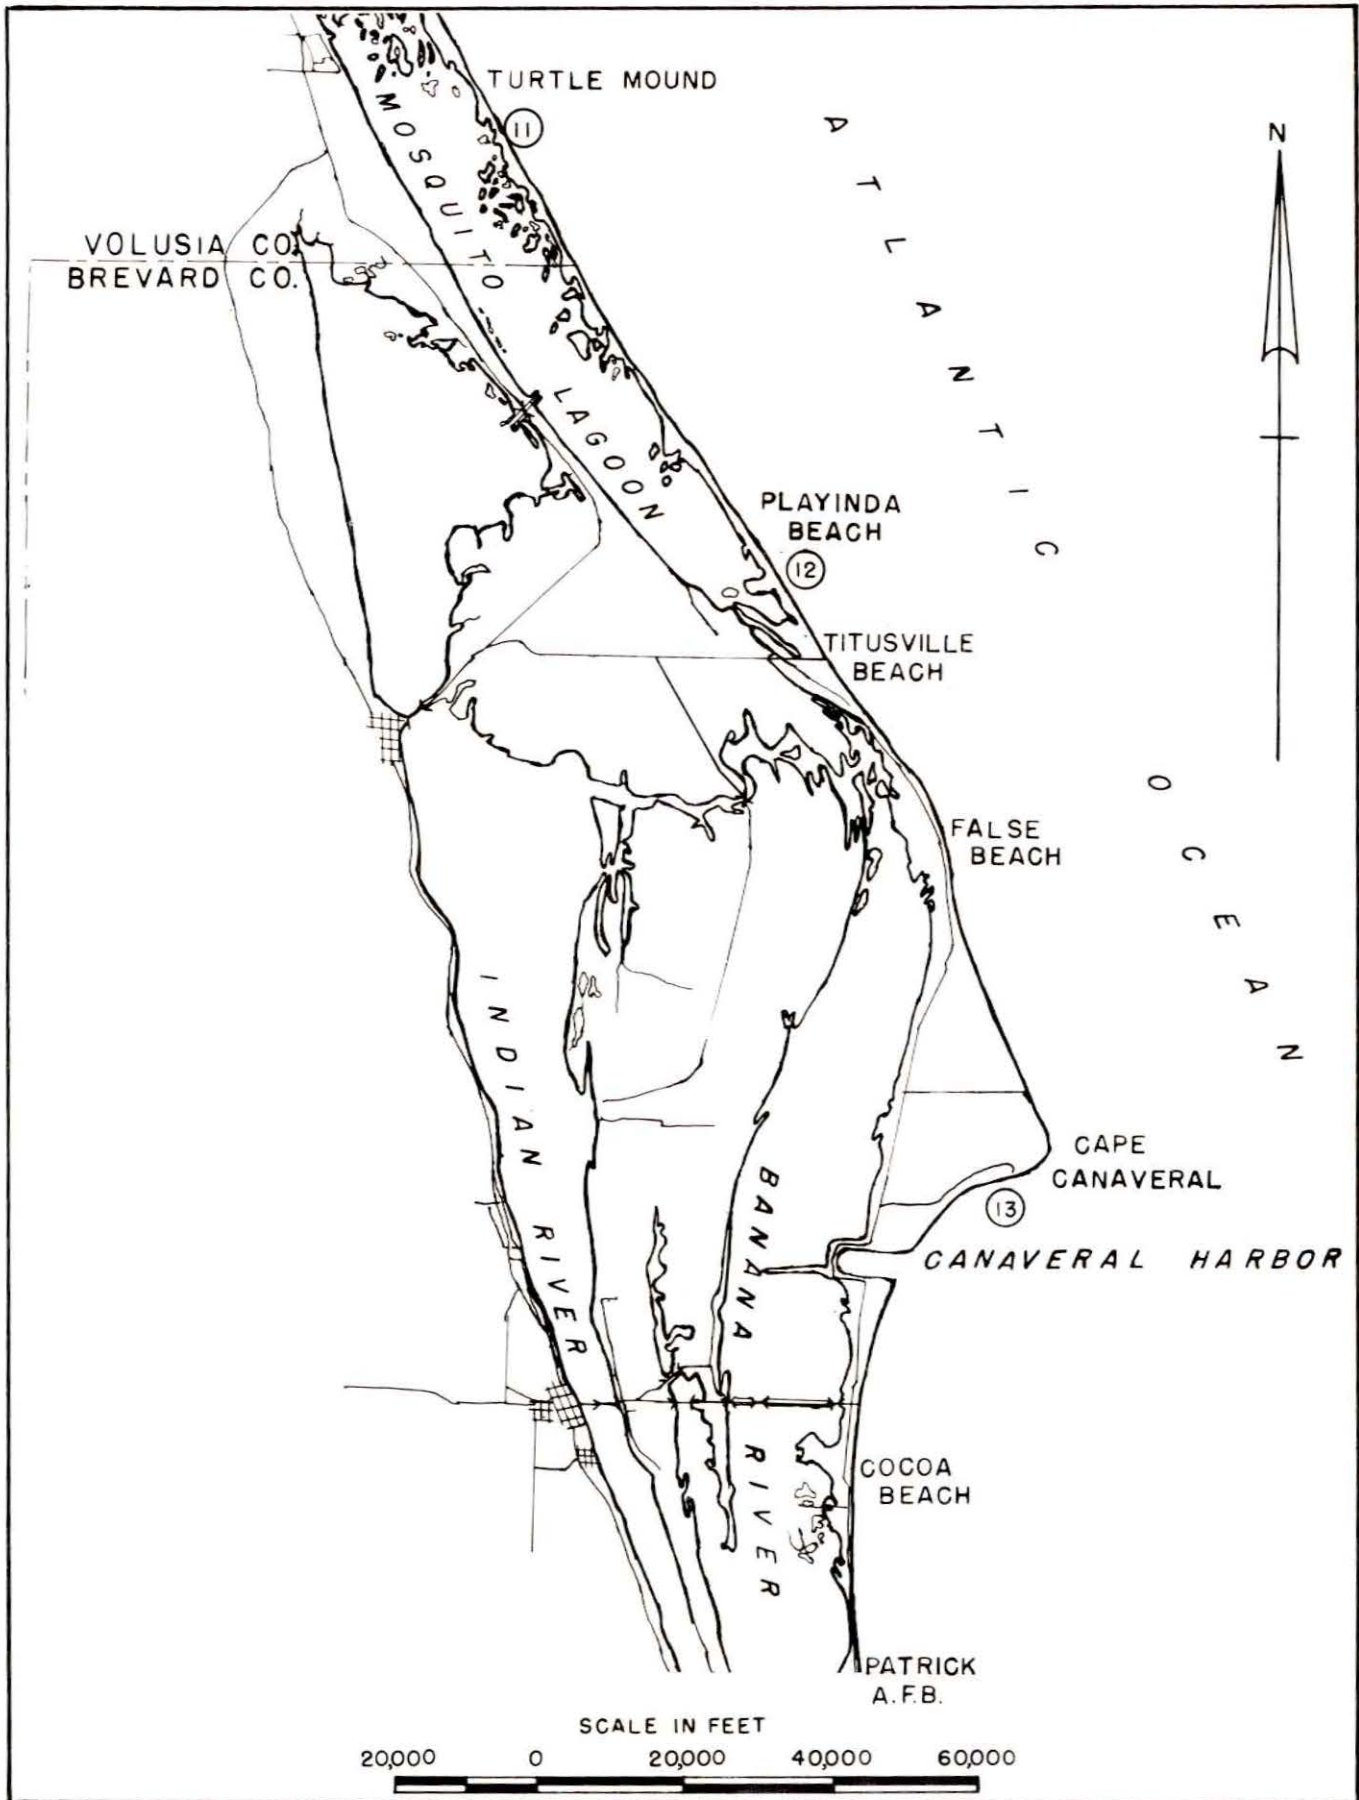 TURTLE MOUND
11
MOSQUITO LAGOON
ATLANTIC OCEAN
N
VOLUSIA CO.
BREVARD CO.
PLAYINDA
BEACH
12
TITUSVILLE
BEACH
FALSE
BEACH
INDIAN RIVER
CAPE
CANAVERAL
13
BANANA RIVER
CANAVERAL HARBOR
COCOA
BEACH
PATRICK
A.F.B.
SCALE IN FEET
20,000 0 20,000 40,000 60,000